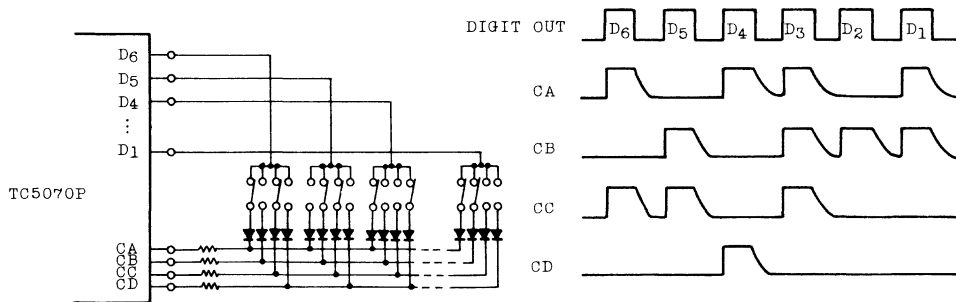 DIGIT OUT D6 D5 D4 D3 D2 D1
D6
D5
D4
⋮
D1
TC5070P
CA
CB
CC
CD
CA
CB
CC
CD